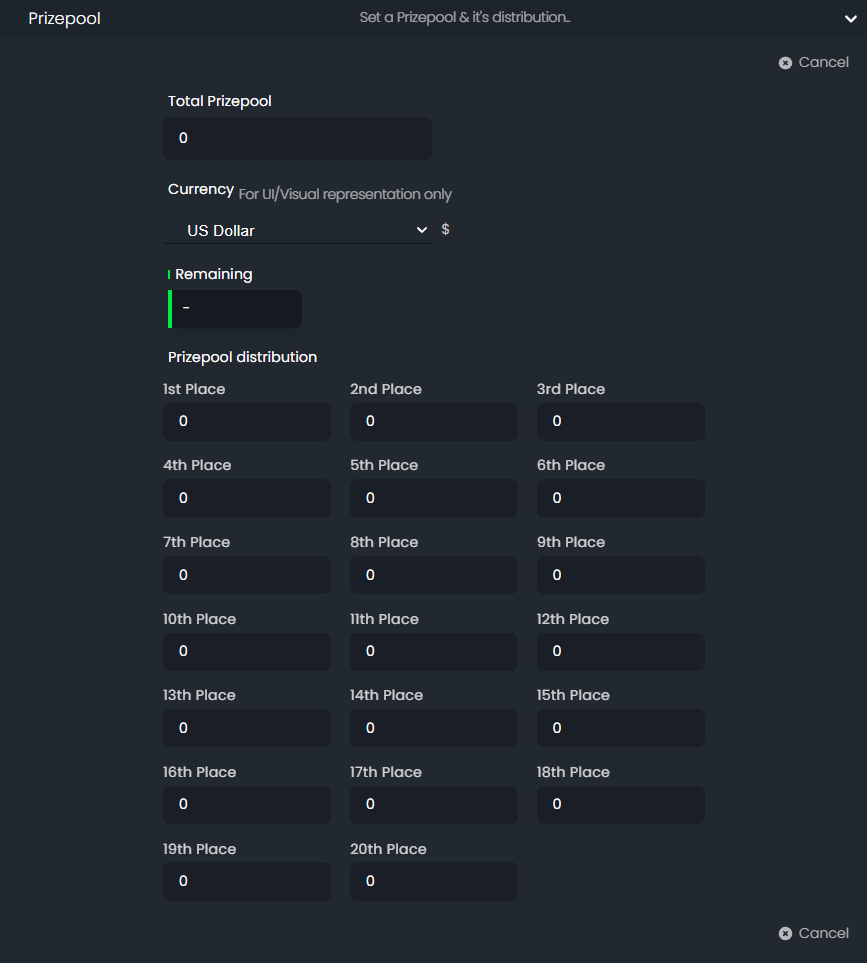 Prizepool
Set a Prizepool & it's distribution..
Cancel
Total Prizepool
0
Currency For UI/Visual representation only
US Dollar $
Remaining
-
Prizepool distribution
1st Place 2nd Place 3rd Place
0 0 0
4th Place 5th Place 6th Place
0 0 0
7th Place 8th Place 9th Place
0 0 0
10th Place 11th Place 12th Place
0 0 0
13th Place 14th Place 15th Place
0 0 0
16th Place 17th Place 18th Place
0 0 0
19th Place 20th Place
0 0
Cancel